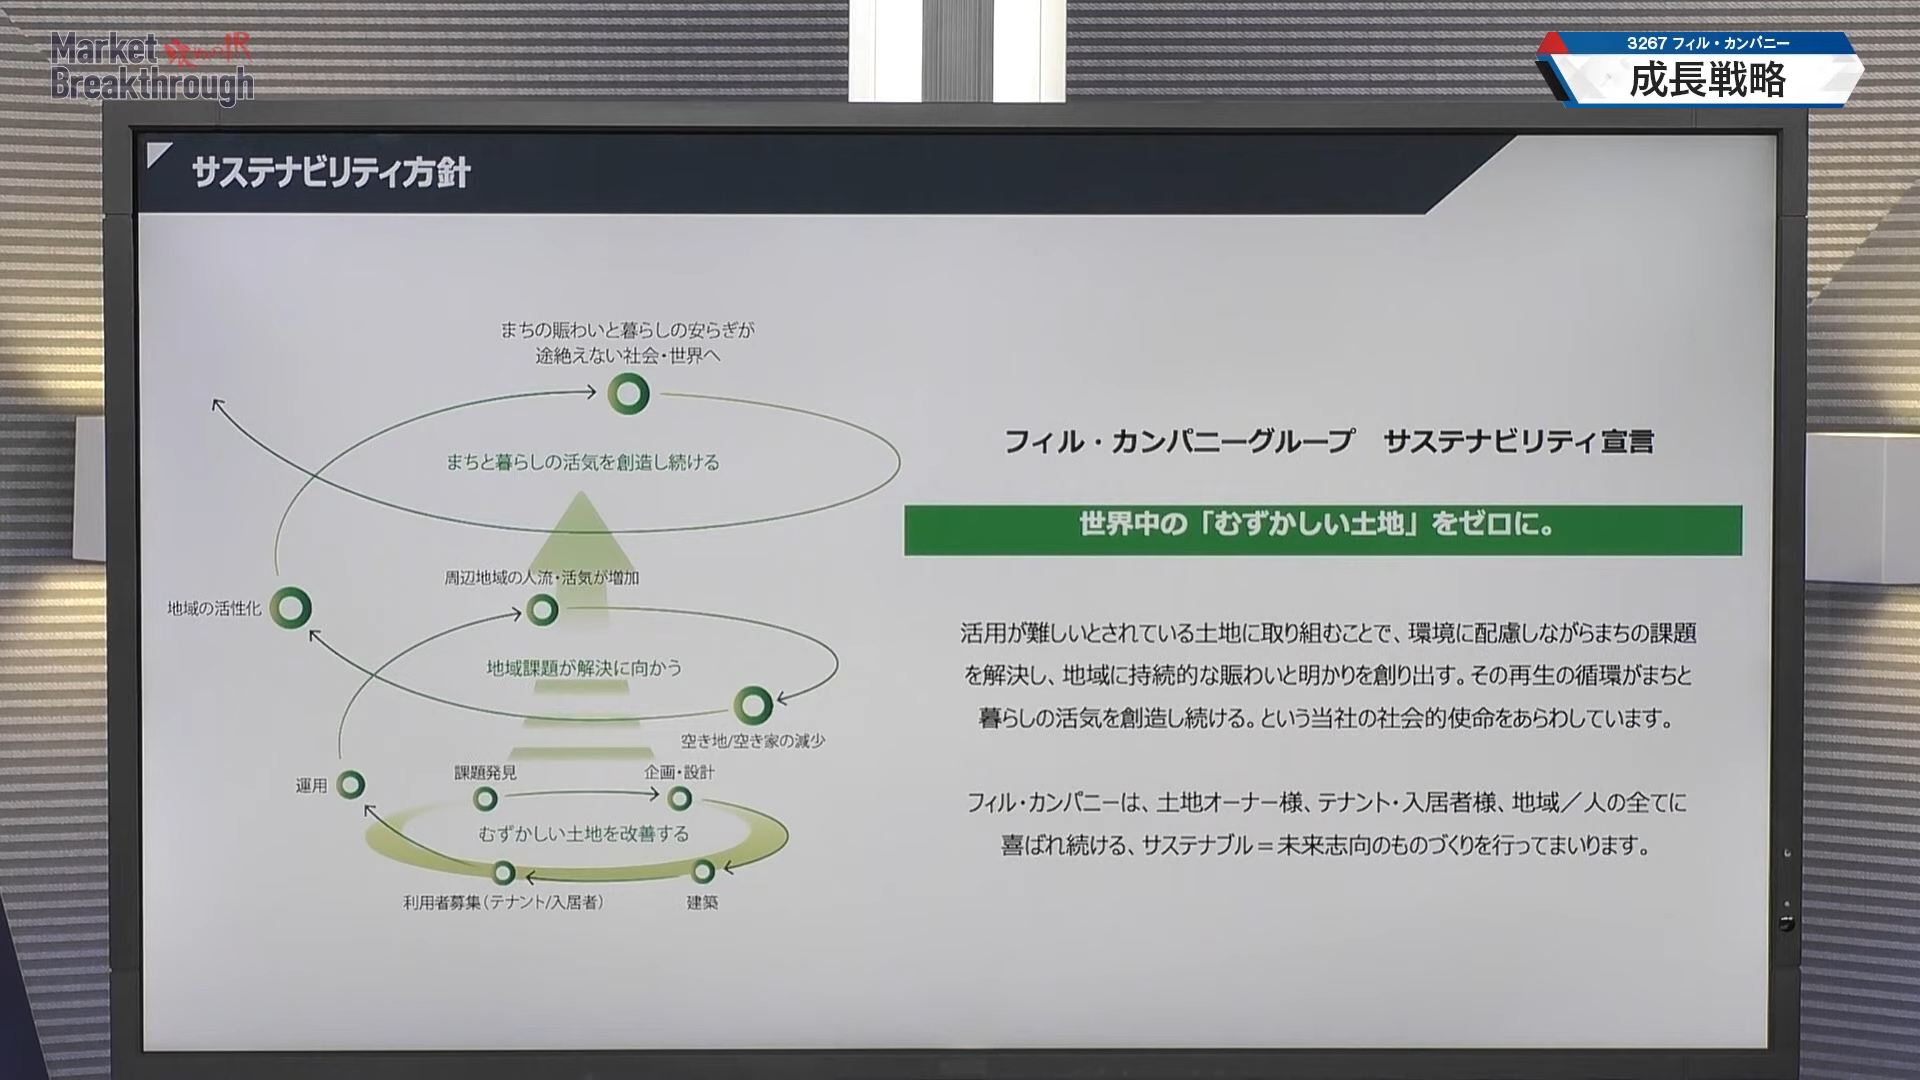 Market
Breakthrough
3267 フィル・カンパニー
成長戦略
サステナビリティ方針
まちの賑わいと暮らしの安らぎが
途絶えない社会・世界へ
まちと暮らしの活気を創造し続ける
周辺地域の人流・活気が増加
地域の活性化
地域課題が解決に向かう
空き地/空き家の減少
課題発見
企画・設計
運用
むずかしい土地を改善する
利用者募集(テナント/入居者)
建築
フィル・カンパニーグループ サステナビリティ宣言
世界中の「むずかしい土地」をゼロに。
活用が難しいとされている土地に取り組むことで、環境に配慮しながらまちの課題
を解決し、地域に持続的な賑わいと明かりを創り出す。その再生の循環がまちと
暮らしの活気を創造し続ける。という当社の社会的使命をあらわしています。
フィル・カンパニーは、土地オーナー様、テナント・入居者様、地域／人の全てに
喜ばれ続ける、サステナブル＝未来志向のものづくりを行ってまいります。